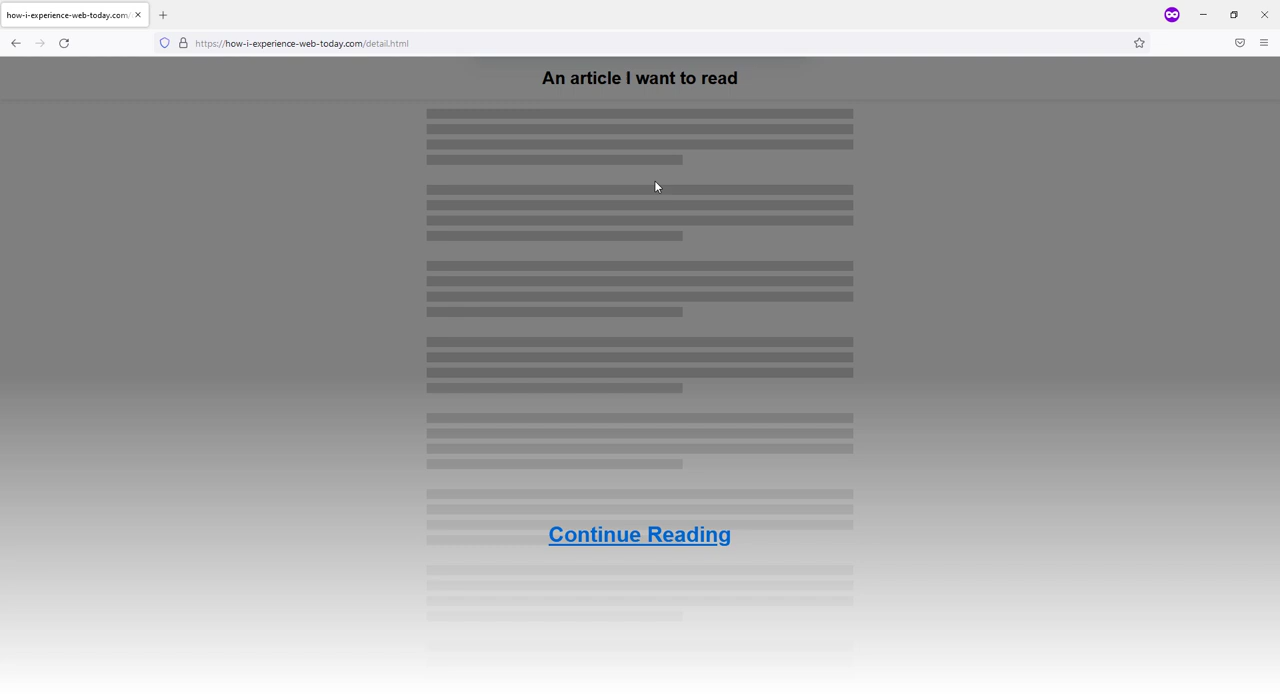 how-i-experience-web-today.com/
https://how-i-experience-web-today.com/detail.html
An article I want to read
Continue Reading